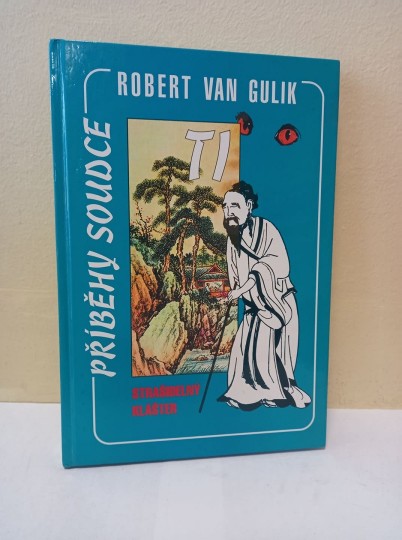 ROBERT VAN GULIK
PŘÍBĚHY SOUDCE
TI
STRAŠIDELNÝ
KLÁŠTER